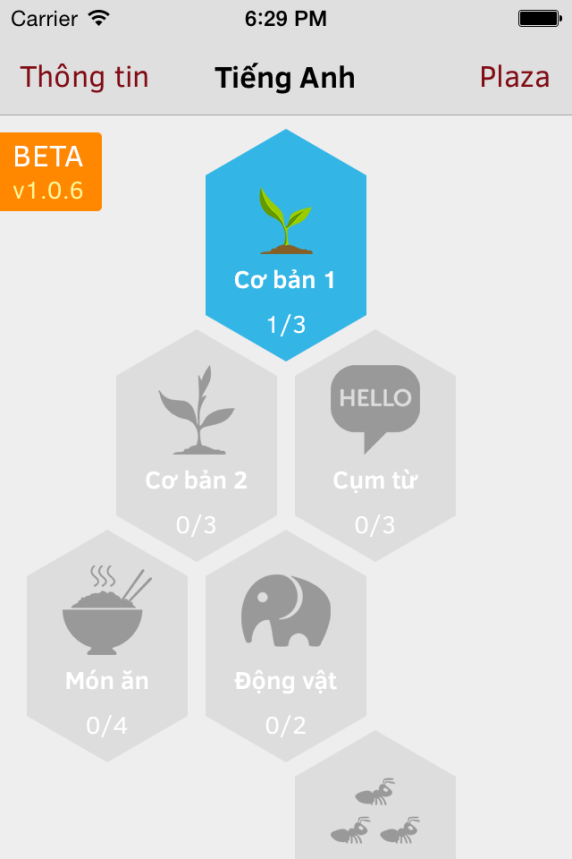 Carrier 6:29 PM
Thông tin Tiếng Anh Plaza
BETA
v1.0.6
Cơ bản 1
1/3
HELLO
Cơ bản 2 Cụm từ
0/3 0/3
Món ăn Động vật
0/4 0/2